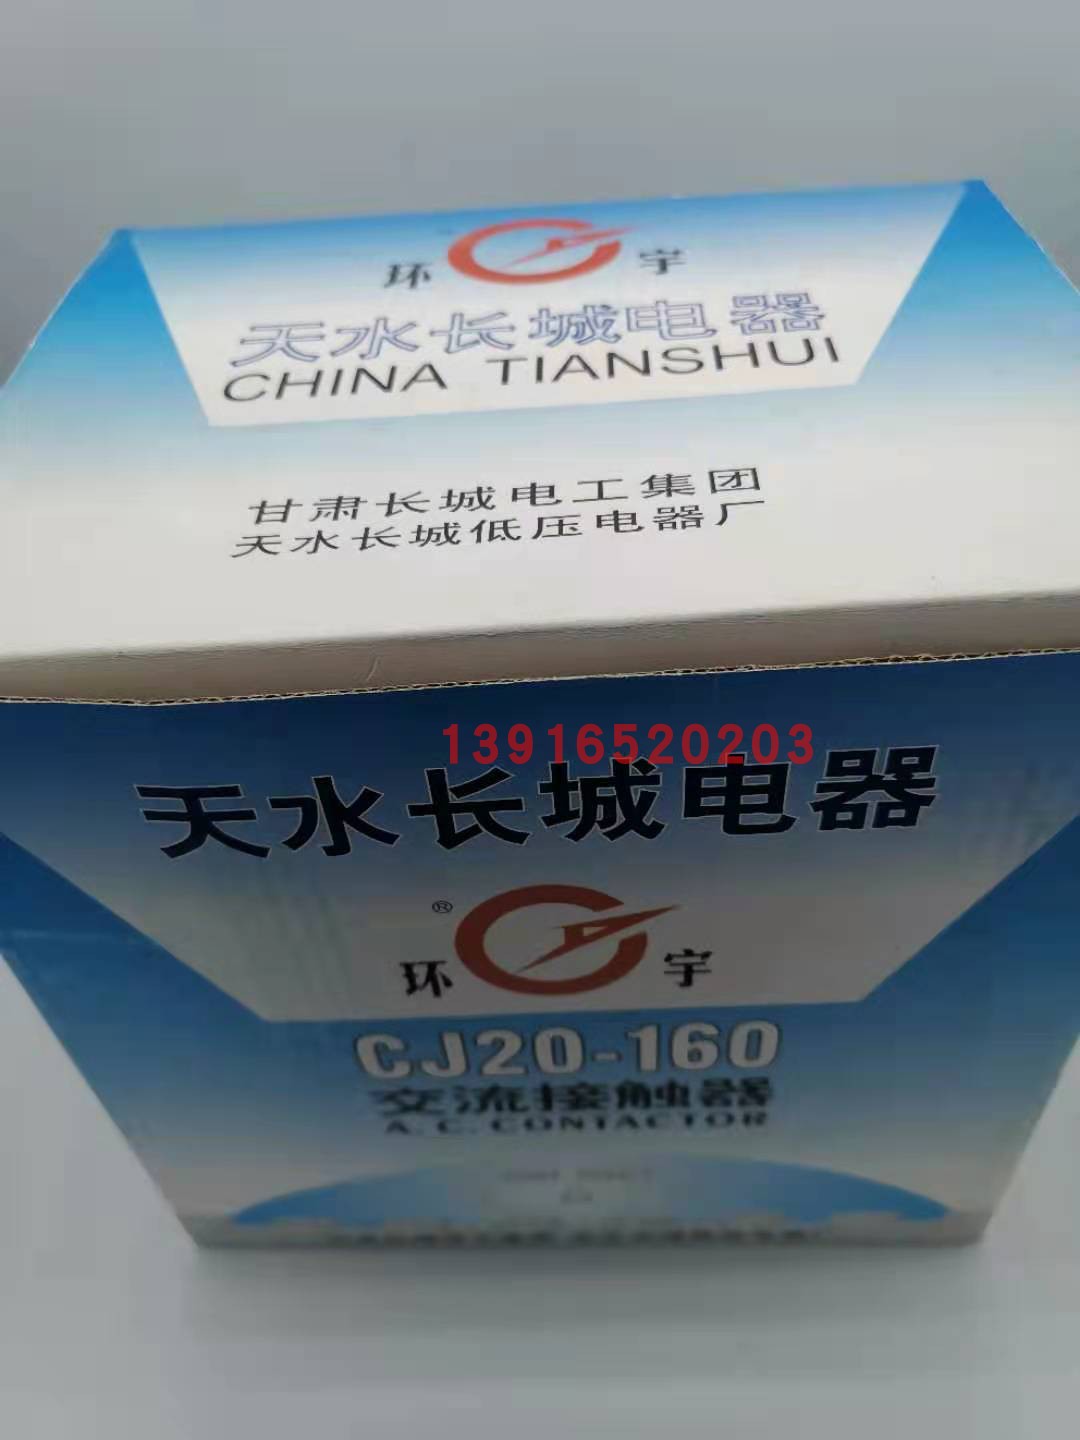 环 宇
天水长城电器
CHINA TIANSHUI
甘肃长城电工集团
天水长城低压电器厂
13916520203
天水长城电器
®
环 宇
CJ20-160
交流接触器
A.C.CONTACTOR